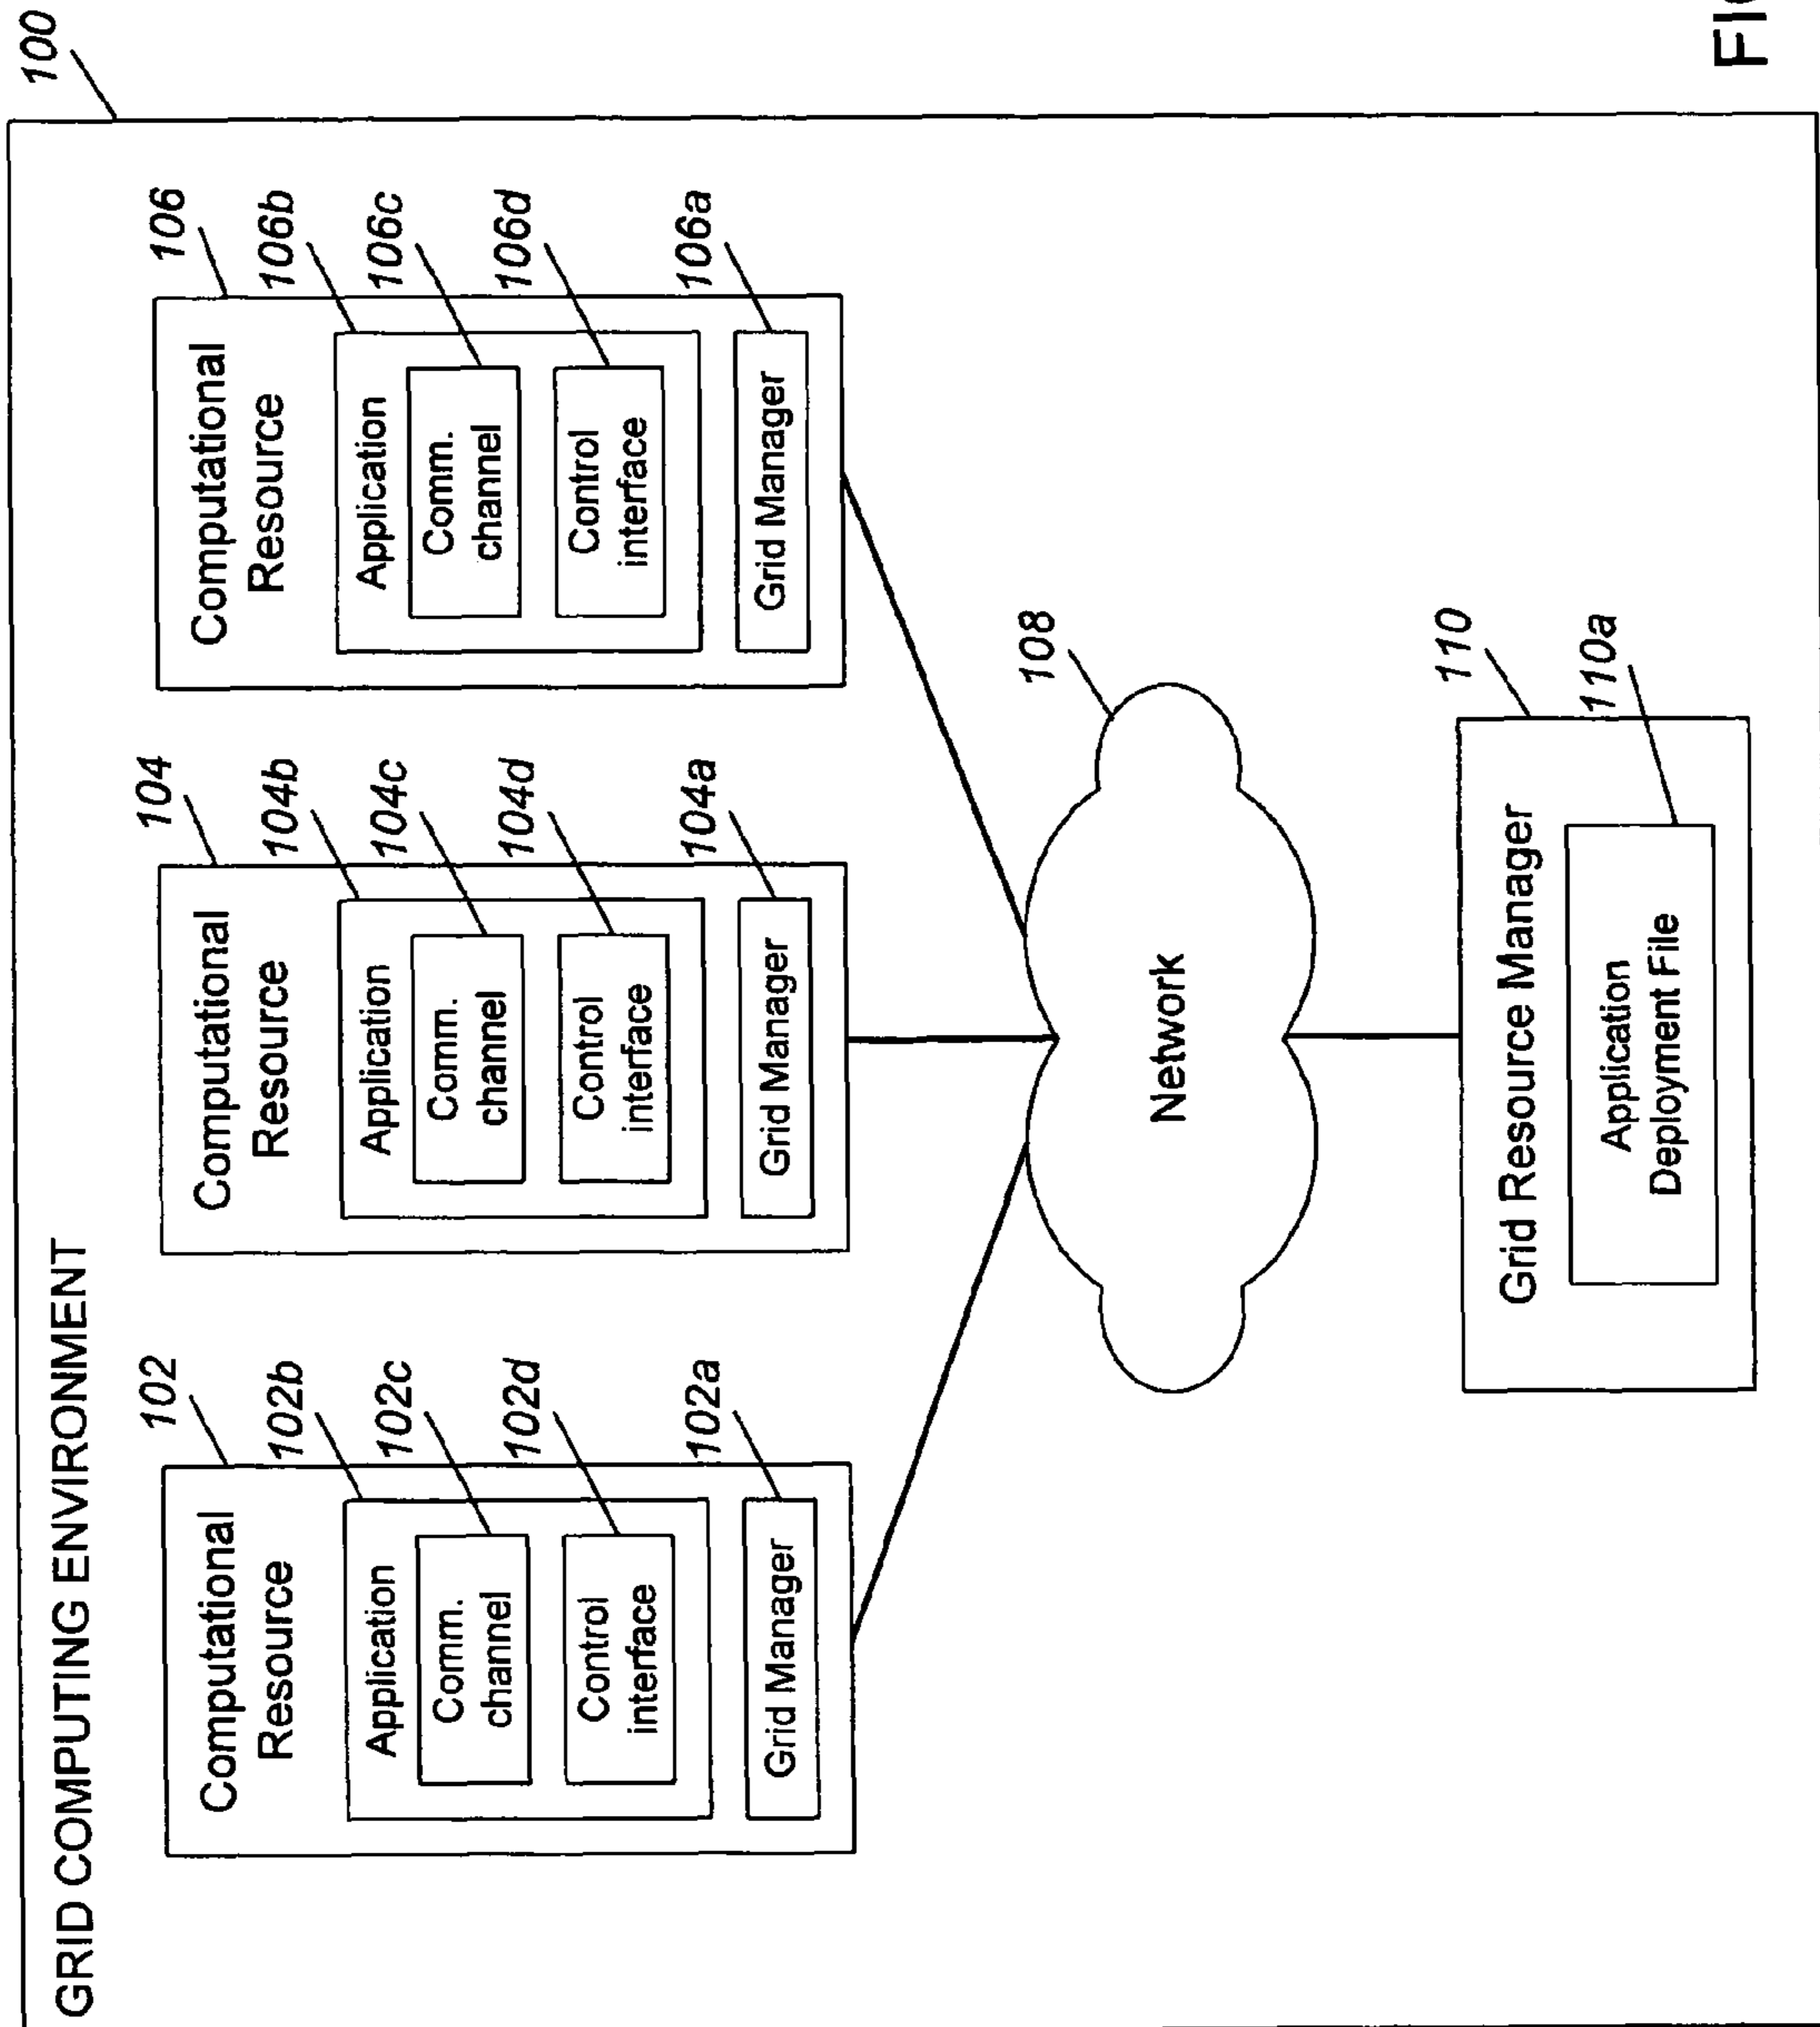 100
GRID COMPUTING ENVIRONMENT
102
Computational
Resource
102b
Application
102c
Comm.
channel
102d
Control
interface
102a
Grid Manager
104
Computational
Resource
104b
Application
104c
Comm.
channel
104d
Control
interface
104a
Grid Manager
106
Computational
Resource
106b
Application
106c
Comm.
channel
106d
Control
interface
106a
Grid Manager
108
Network
110
Grid Resource Manager
110a
Application
Deployment File